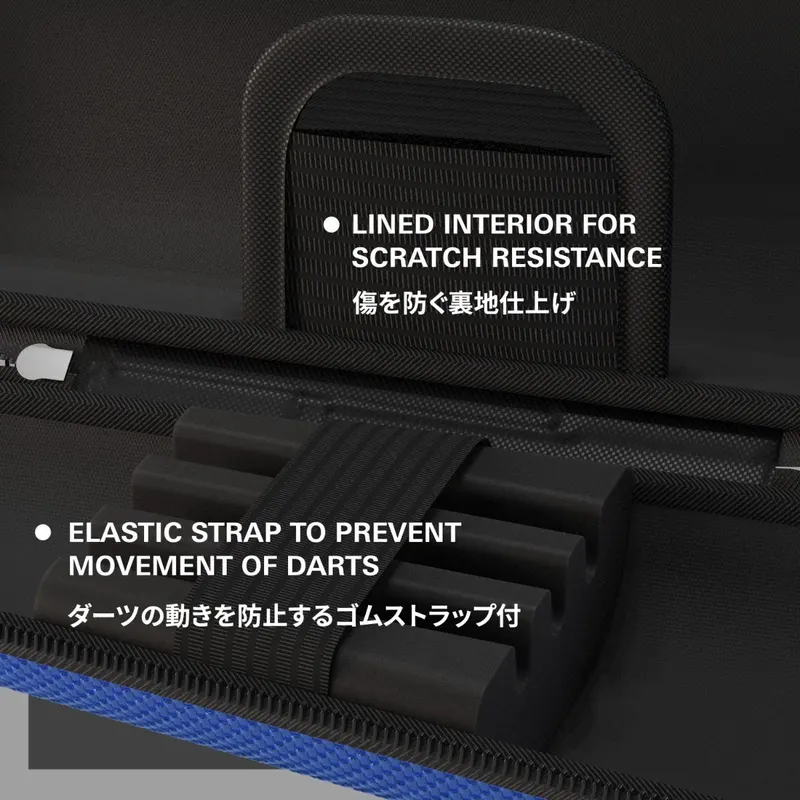 LINED INTERIOR FOR
SCRATCH RESISTANCE
傷を防ぐ裏地仕上げ
ELASTIC STRAP TO PREVENT
MOVEMENT OF DARTS
ダーツの動きを防止するゴムストラップ付